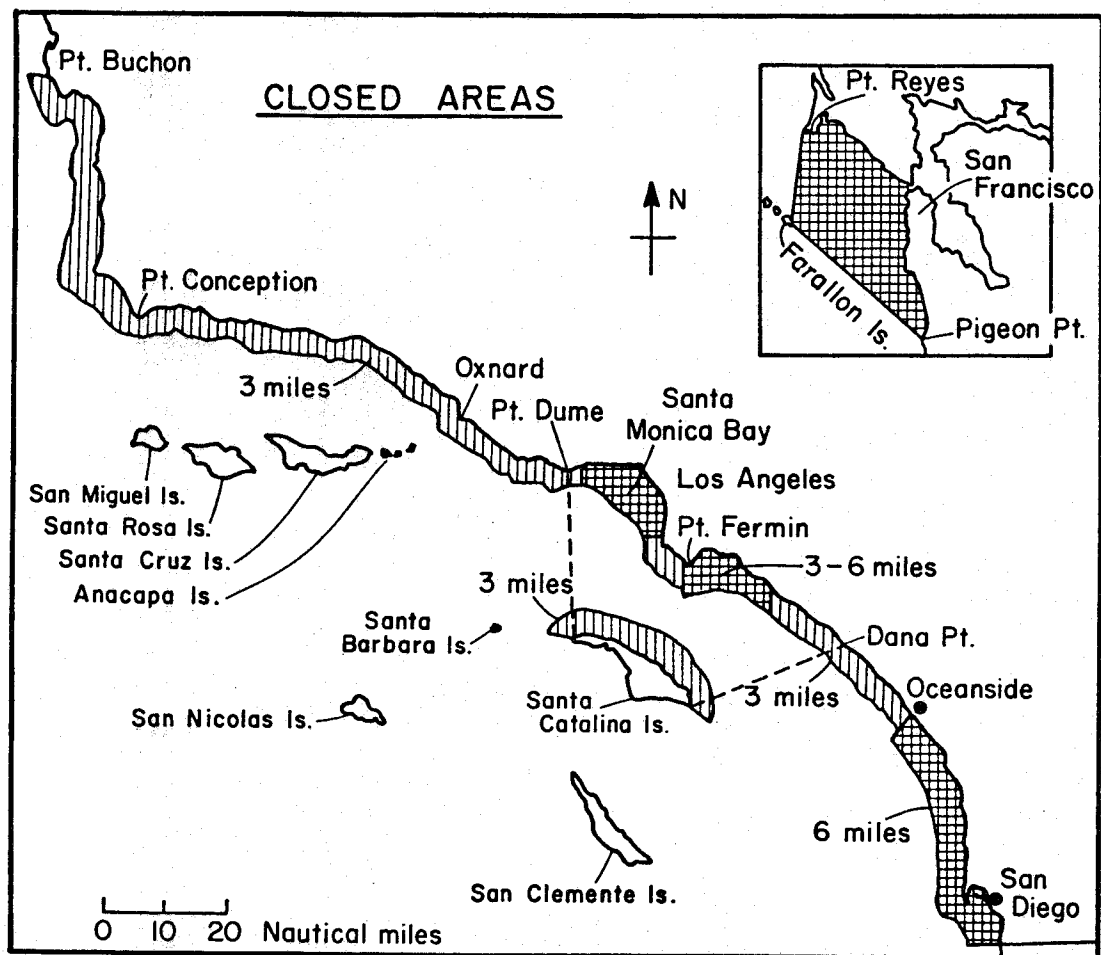 Pt. Buchon
CLOSED AREAS
Pt. Reyes
San
Francisco
Farallon Is.
Pigeon Pt.
N
Pt. Conception
3 miles
Oxnard
Pt. Dume
Santa
Monica Bay
Los Angeles
Pt. Fermin
3-6 miles
San Miguel Is.
Santa Rosa Is.
Santa Cruz Is.
Anacapa Is.
3 miles
Santa
Barbara Is.
Dana Pt.
3 miles
Oceanside
San Nicolas Is.
Santa
Catalina Is.
6 miles
San Clemente Is.
San
Diego
0 10 20 Nautical miles